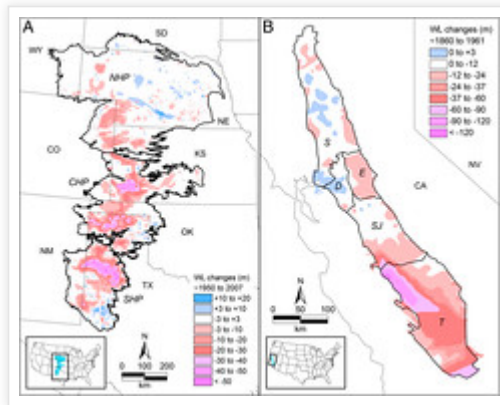 A
SD
WY
NHP
NE
CO
KS
CHP
OK
NM
TX
SHP
WL changes (m)
~1950 to 2007
+10 to +20
+3 to +10
-3 to +3
-3 to -10
-10 to -20
-20 to -30
-30 to -40
-40 to -50
< -50
N
0 100 200
km
B
WL changes (m)
~1860 to 1961
0 to +3
0 to -12
-12 to -24
-24 to -37
-37 to -60
-60 to -90
-90 to -120
< -120
NV
CA
S
E
D
SJ
T
N
0 50 100
km